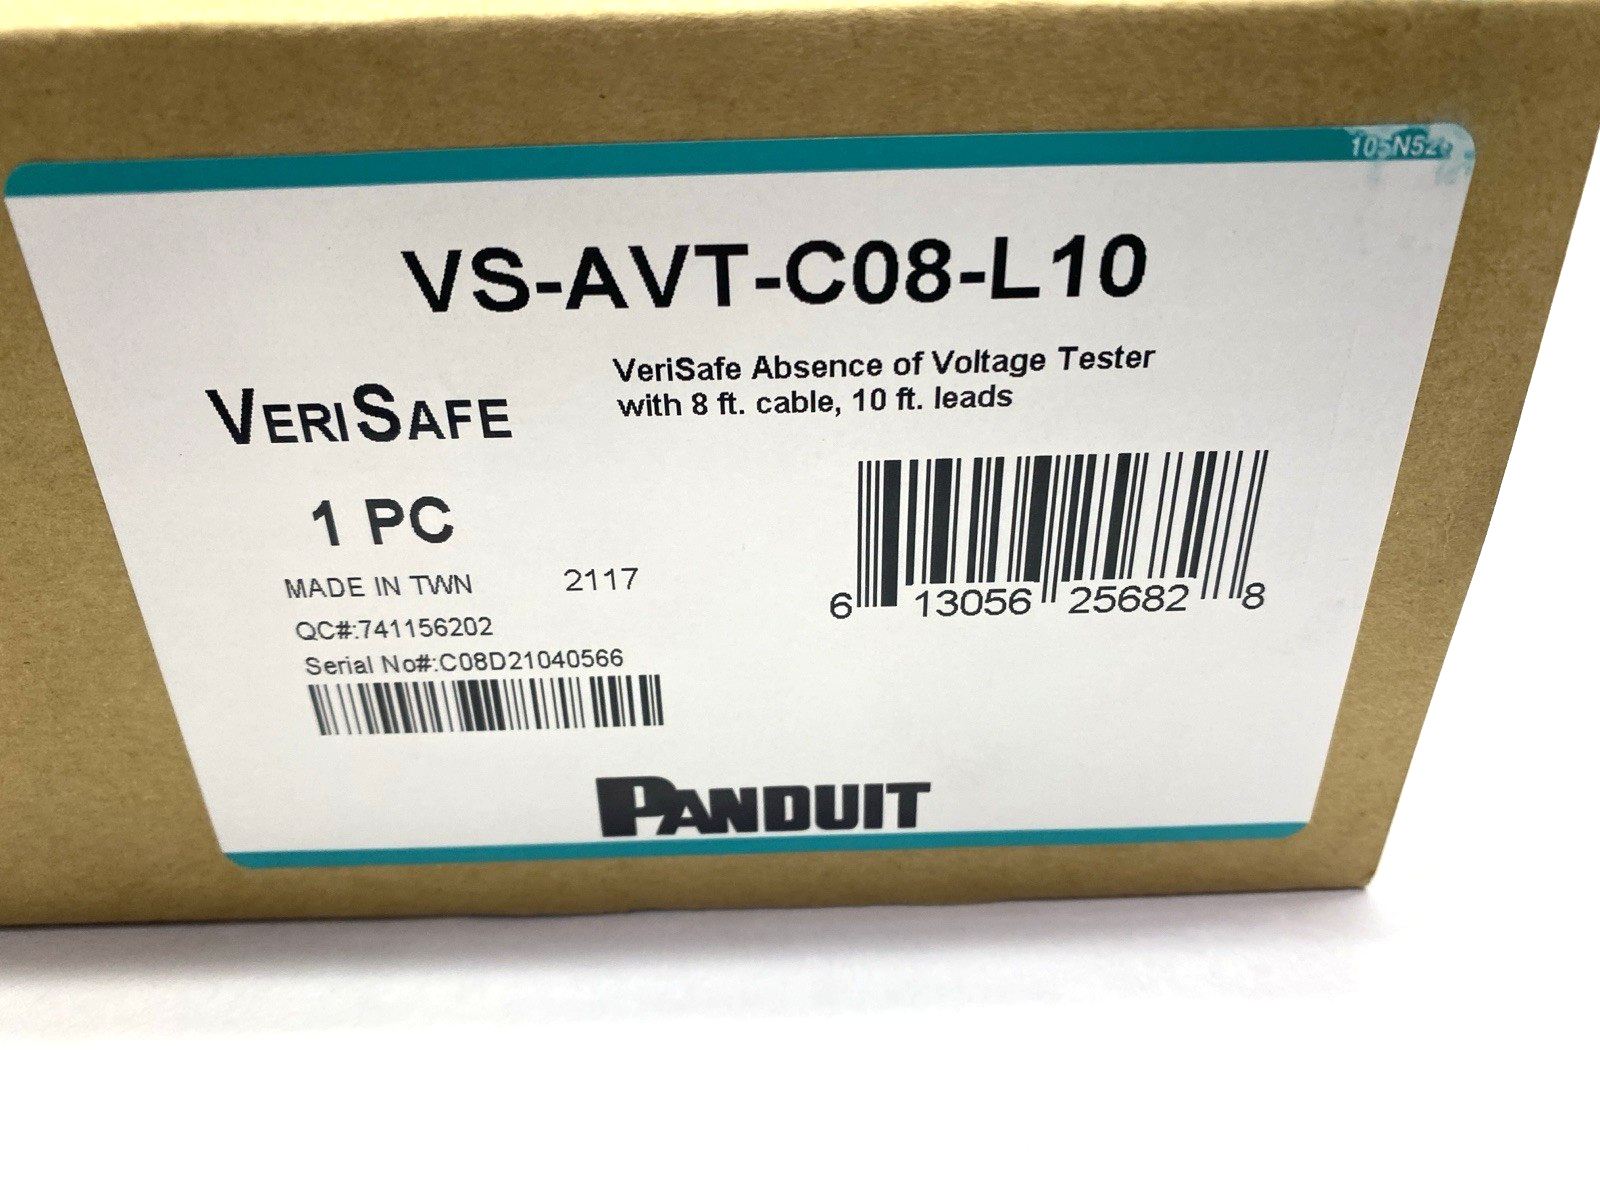 VS-AVT-C08-L10
VeriSafe Absence of Voltage Tester
with 8 ft. cable, 10 ft. leads
VERISAFE
1 PC
MADE IN TWN 2117
QC#:741156202
Serial No#:C08D21040566
6 13056 25682 8
PANDUIT